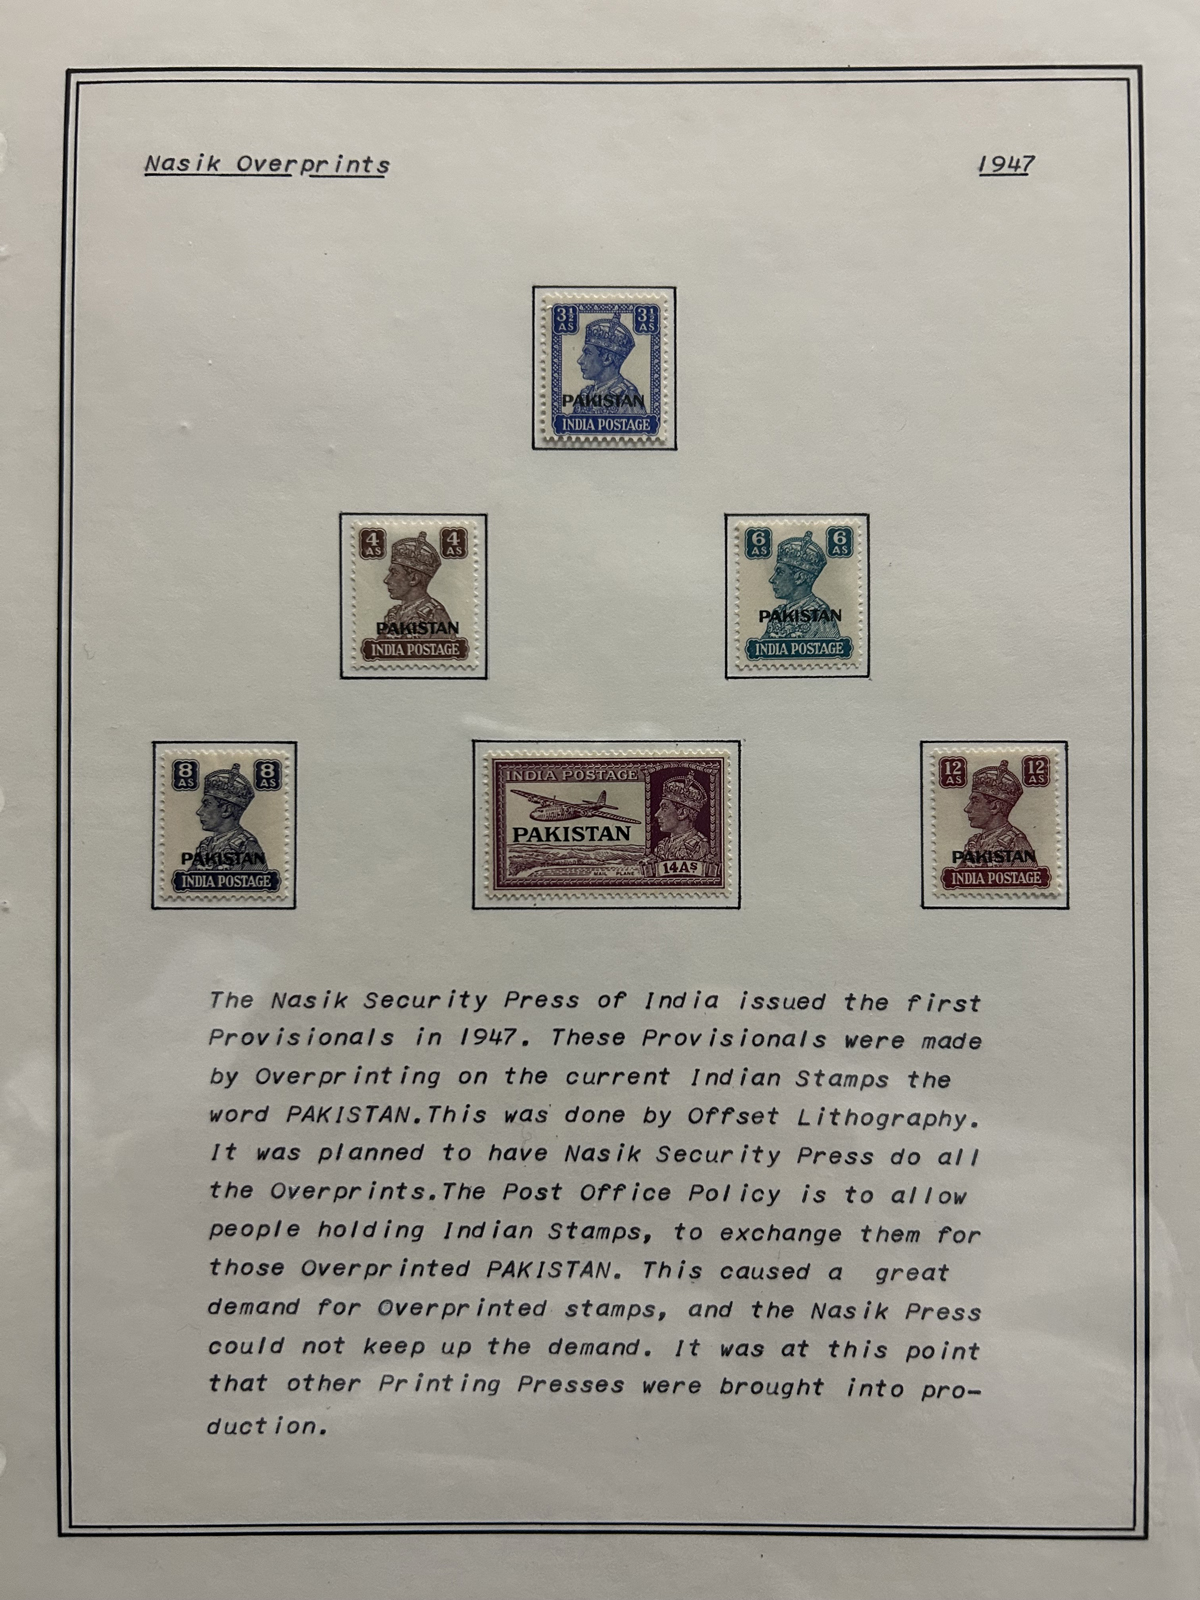 Nasik Overprints 1947
3½ AS 3½ AS
PAKISTAN
INDIA POSTAGE
4 AS 4 AS
PAKISTAN
INDIA POSTAGE
6 AS 6 AS
PAKISTAN
INDIA POSTAGE
8 AS 8 AS
PAKISTAN
INDIA POSTAGE
INDIA POSTAGE
PAKISTAN
MAIL PLANE
14As
12 AS 12 AS
PAKISTAN
INDIA POSTAGE
The Nasik Security Press of India issued the first
Provisionals in 1947. These Provisionals were made
by Overprinting on the current Indian Stamps the
word PAKISTAN.This was done by Offset Lithography.
It was planned to have Nasik Security Press do all
the Overprints.The Post Office Policy is to allow
people holding Indian Stamps, to exchange them for
those Overprinted PAKISTAN. This caused a great
demand for Overprinted stamps, and the Nasik Press
could not keep up the demand. It was at this point
that other Printing Presses were brought into pro-
duction.